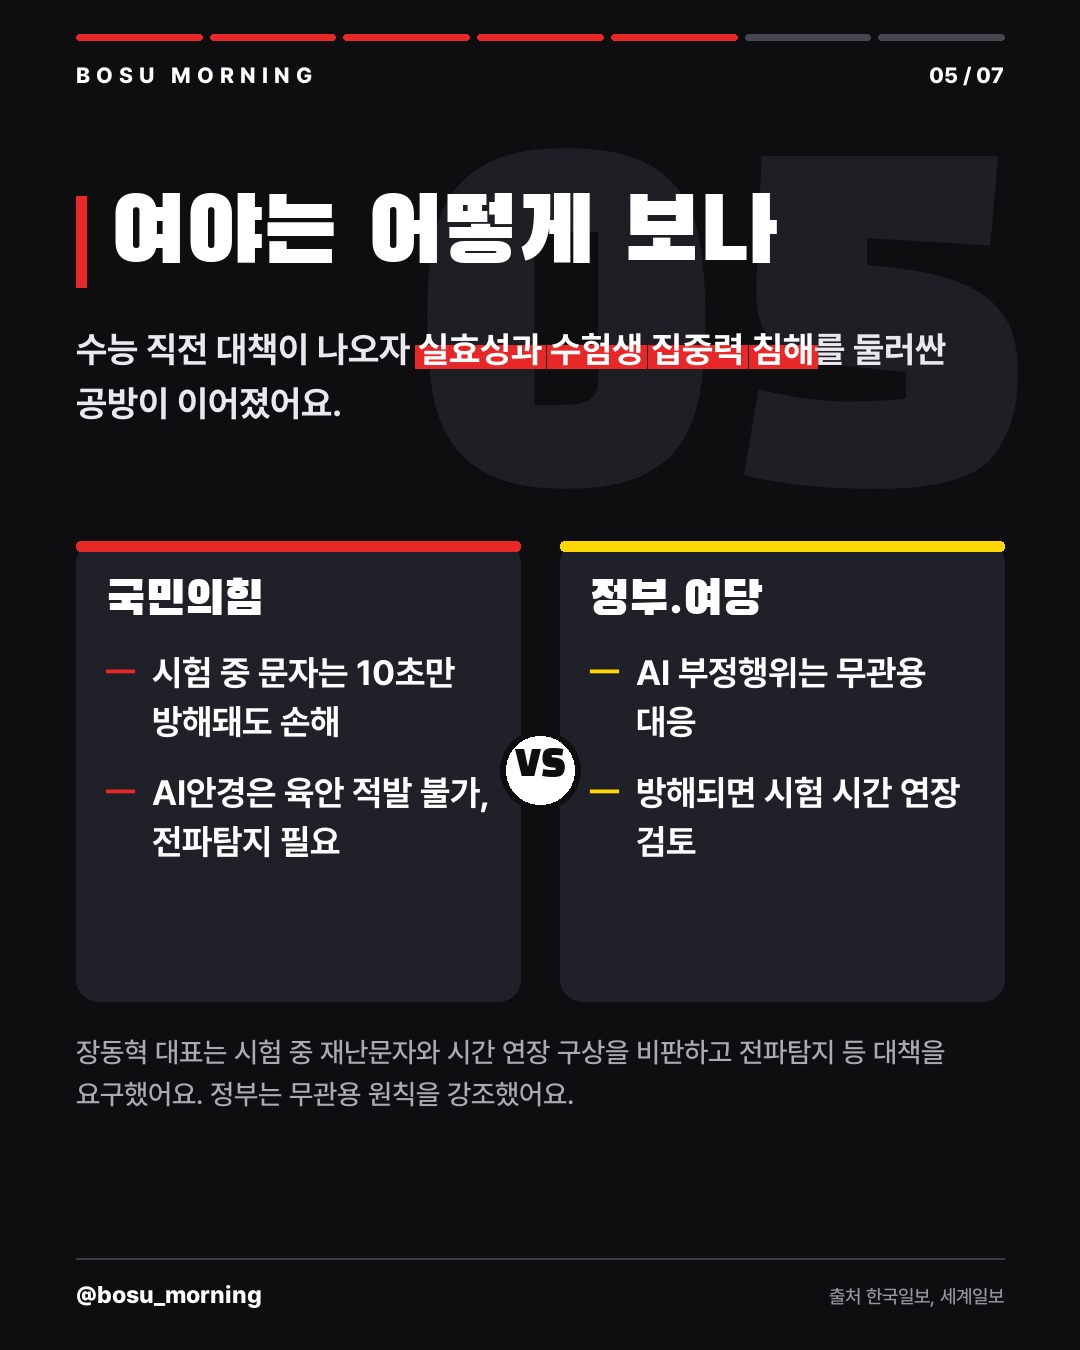 BOSU MORNING
05 / 07
05
여야는 어떻게 보나
수능 직전 대책이 나오자 실효성과 수험생 집중력 침해를 둘러싼
공방이 이어졌어요.
국민의힘
시험 중 문자는 10초만
방해돼도 손해
AI안경은 육안 적발 불가,
전파탐지 필요
VS
정부.여당
AI 부정행위는 무관용
대응
방해되면 시험 시간 연장
검토
장동혁 대표는 시험 중 재난문자와 시간 연장 구상을 비판하고 전파탐지 등 대책을
요구했어요. 정부는 무관용 원칙을 강조했어요.
@bosu_morning
출처 한국일보, 세계일보